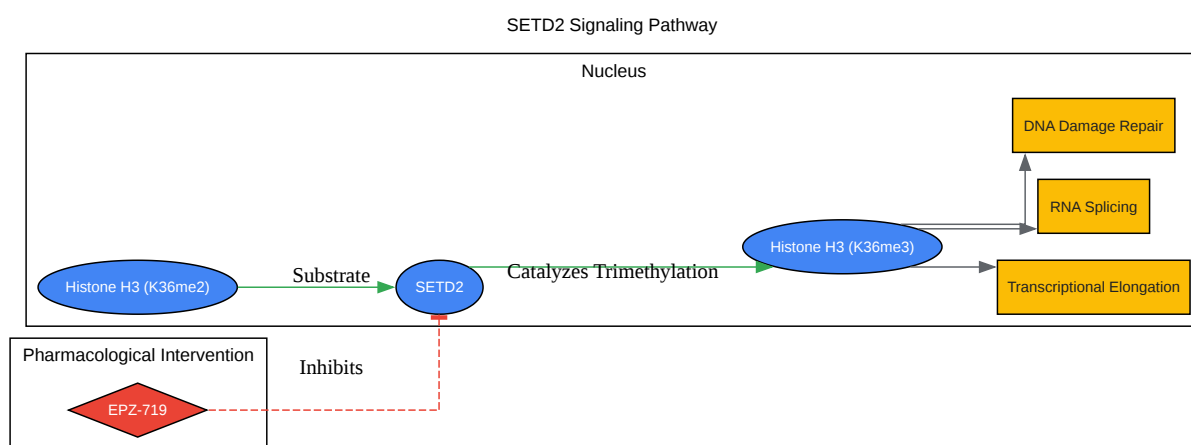 SETD2 Signaling Pathway
Nucleus
DNA Damage Repair
RNA Splicing
Histone H3 (K36me3)
Substrate
Catalyzes Trimethylation
Histone H3 (K36me2)
SETD2
Transcriptional Elongation
Pharmacological Intervention
Inhibits
EPZ-719